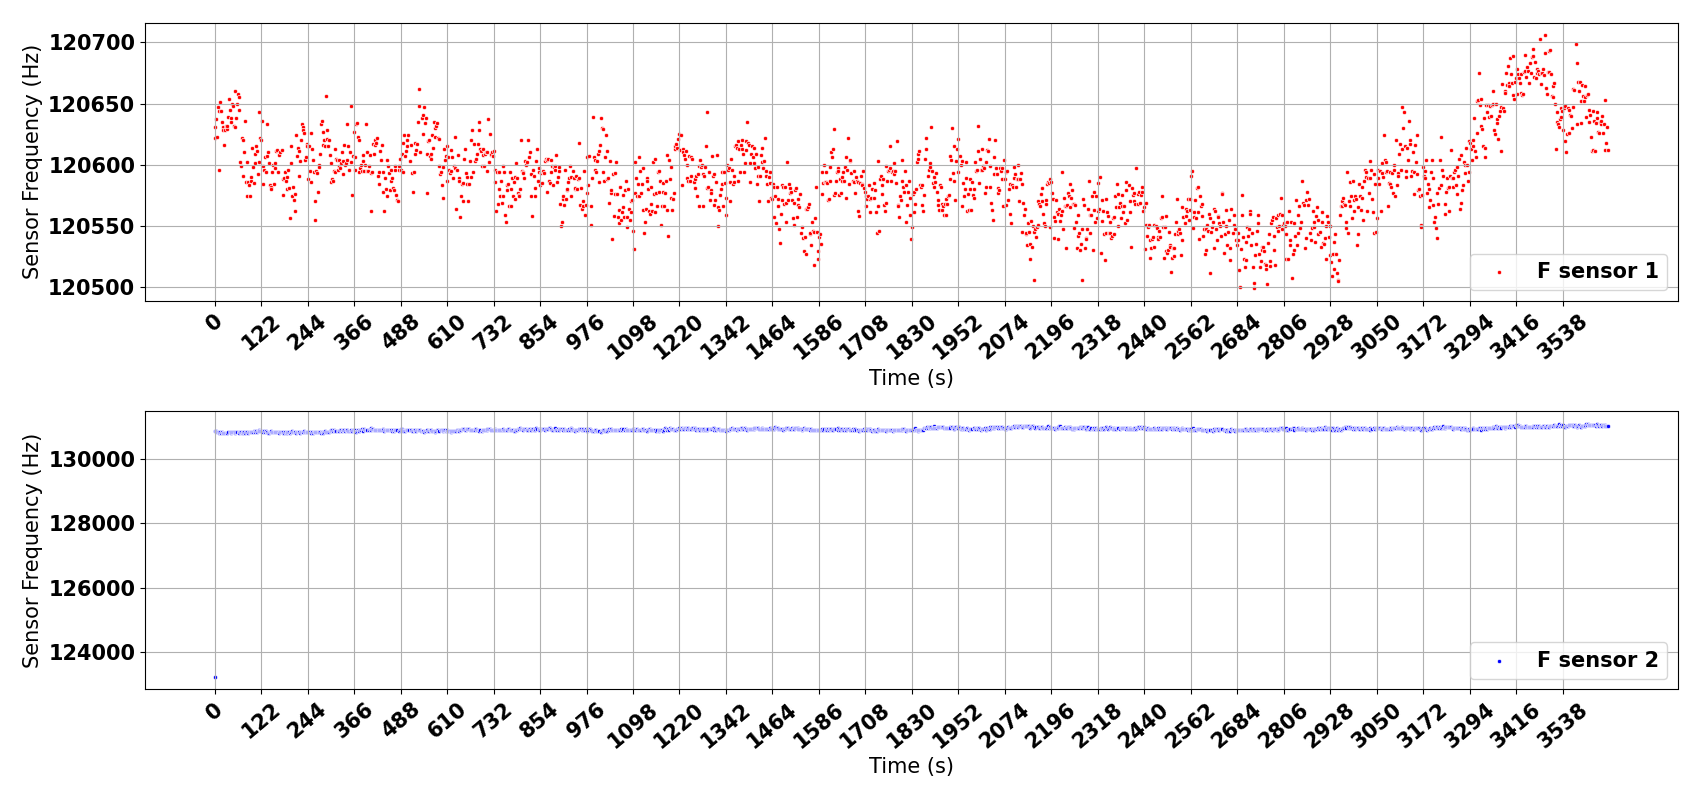 Sensor Frequency (Hz)
120700
120650
120600
120550
120500
F sensor 1
0 122 244 366 488 610 732 854 976 1098 1220 1342 1464 1586 1708 1830 1952 2074 2196 2318 2440 2562 2684 2806 2928 3050 3172 3294 3416 3538
Time (s)
Sensor Frequency (Hz)
130000
128000
126000
124000
F sensor 2
0 122 244 366 488 610 732 854 976 1098 1220 1342 1464 1586 1708 1830 1952 2074 2196 2318 2440 2562 2684 2806 2928 3050 3172 3294 3416 3538
Time (s)